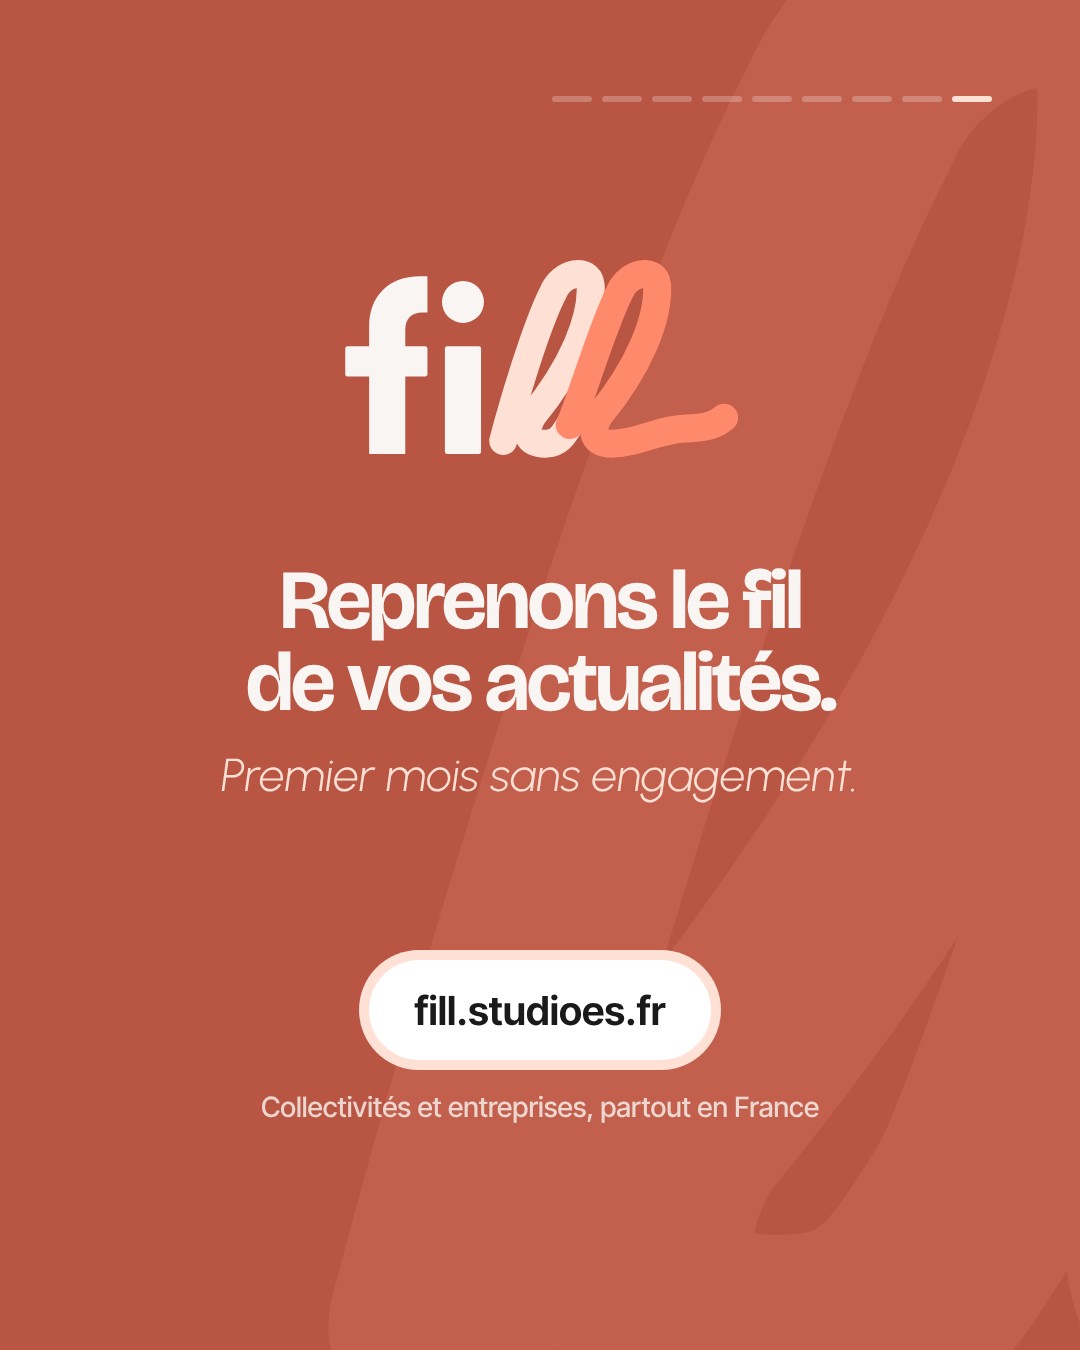 fill
Reprenons le fil
de vos actualités.
Premier mois sans engagement.
fill.studioes.fr
Collectivités et entreprises, partout en France